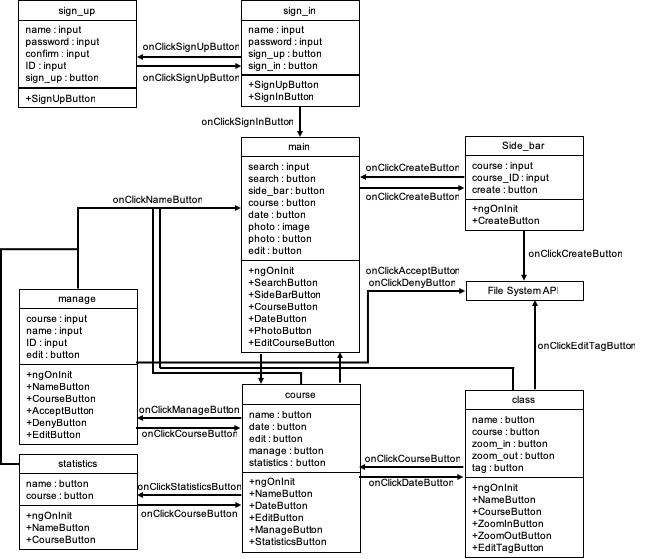 sign_up
name : input
password : input
confirm : input
ID : input
sign_up : button
+SignUpButton
onClickSignUpButton
onClickSignUpButton
sign_in
name : input
password : input
sign_up : button
sign_in : button
+SignUpButton
+SignInButton
onClickSignInButton
main
search : input
search : button
side_bar : button
course : button
date : button
photo : image
photo : button
edit : button
+ngOnInit
+SearchButton
+SideBarButton
+CourseButton
+DateButton
+PhotoButton
+EditCourseButton
onClickCreateButton
onClickCreateButton
Side_bar
course : input
course_ID : input
create : button
+ngOnInit
+CreateButton
onClickCreateButton
onClickNameButton
onClickAcceptButton
onClickDenyButton
File System API
onClickEditTagButton
manage
course : input
name : input
ID : input
edit : button
+ngOnInit
+NameButton
+CourseButton
+AcceptButton
+DenyButton
+EditButton
onClickManageButton
onClickCourseButton
course
name : button
date : button
edit : button
manage : button
statistics : button
+ngOnInit
+NameButton
+DateButton
+EditButton
+ManageButton
+StatisticsButton
onClickCourseButton
onClickDateButton
class
name : button
course : button
zoom_in : button
zoom_out : button
tag : button
+ngOnInit
+NameButton
+CourseButton
+ZoomInButton
+ZoomOutButton
+EditTagButton
statistics
name : button
course : button
+ngOnInit
+NameButton
+CourseButton
onClickStatisticsButton
onClickCourseButton